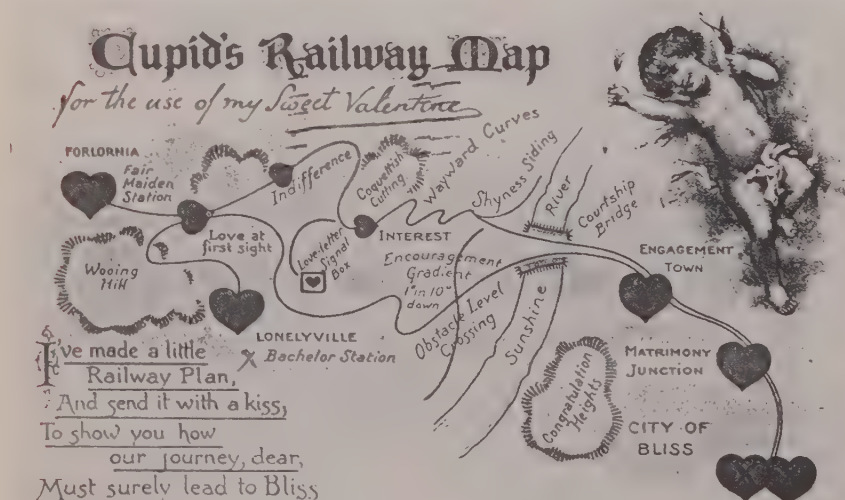 Cupid's Railway Map
for the use of my Sweet Valentine
FORLORNIA
Fair
Maiden
Station
Indifference
Coquettish
Cutting
Wayward Curves
Shyness Siding
River
Courtship
Bridge
Love at
first sight
Love-letter
Signal
Box
INTEREST
Wooing
Hill
Encouragement
Gradient
1" in 10"
down
ENGAGEMENT
TOWN
Obstacle Level
Crossing
Sunshine
LONELYVILLE
X Bachelor Station
MATRIMONY
JUNCTION
Congratulation
Heights
CITY OF
BLISS
I've made a little
Railway Plan,
And send it with a kiss,
To show you how
our journey, dear,
Must surely lead to Bliss